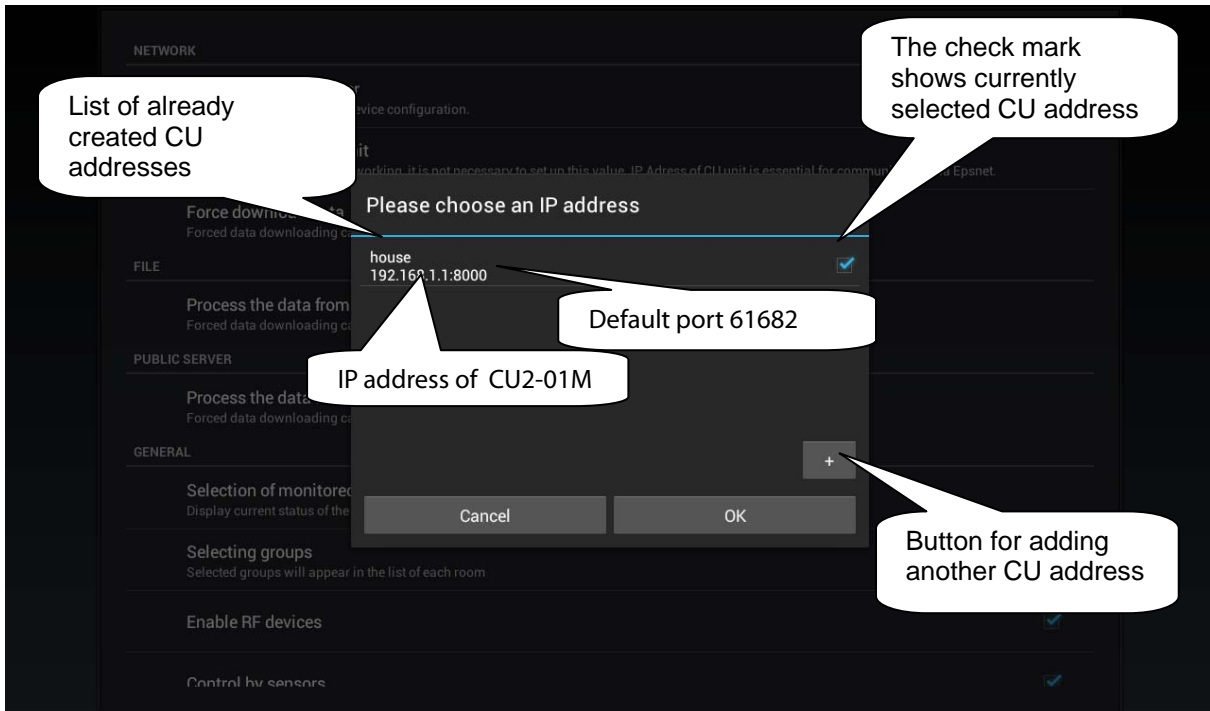 NETWORK
The check mark
shows currently
selected CU address
List of already
created CU
addresses
evice configuration.
it
working, it is not necessary to set up this value. IP Adress of CU unit is essential for commun
a Epsnet.
Please choose an IP address
Force
Forced data downloading ca
house
192.168.1.1:8000
FILE
Process the data from
Forced data downloading ca
Default port 61682
PUBLIC SERVER
IP address of CU2-01M
Process the data
Forced data downloading ca
GENERAL
+
Selection of monitored
Display current status of the
Cancel
OK
Button for adding
another CU address
Selecting groups
Selected groups will appear in the list of each room
Enable RF devices
Control by sensors